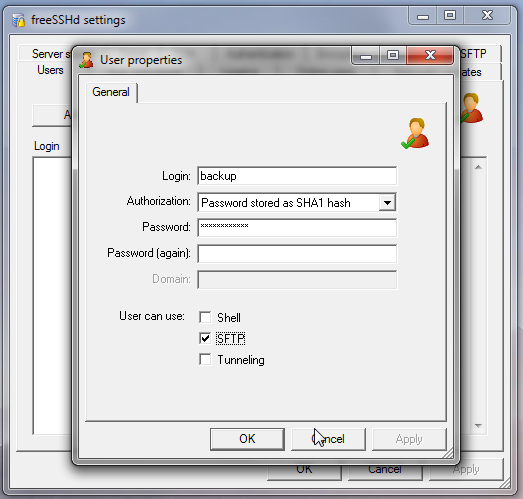 freeSSHd settings
Server s
SFTP
Users
ates
A
Login
User properties
General
Login: backup
Authorization: Password stored as SHA1 hash
Password: ************
Password (again):
Domain:
User can use: Shell
SFTP
Tunneling
OK Cancel Apply
OK Cancel Apply